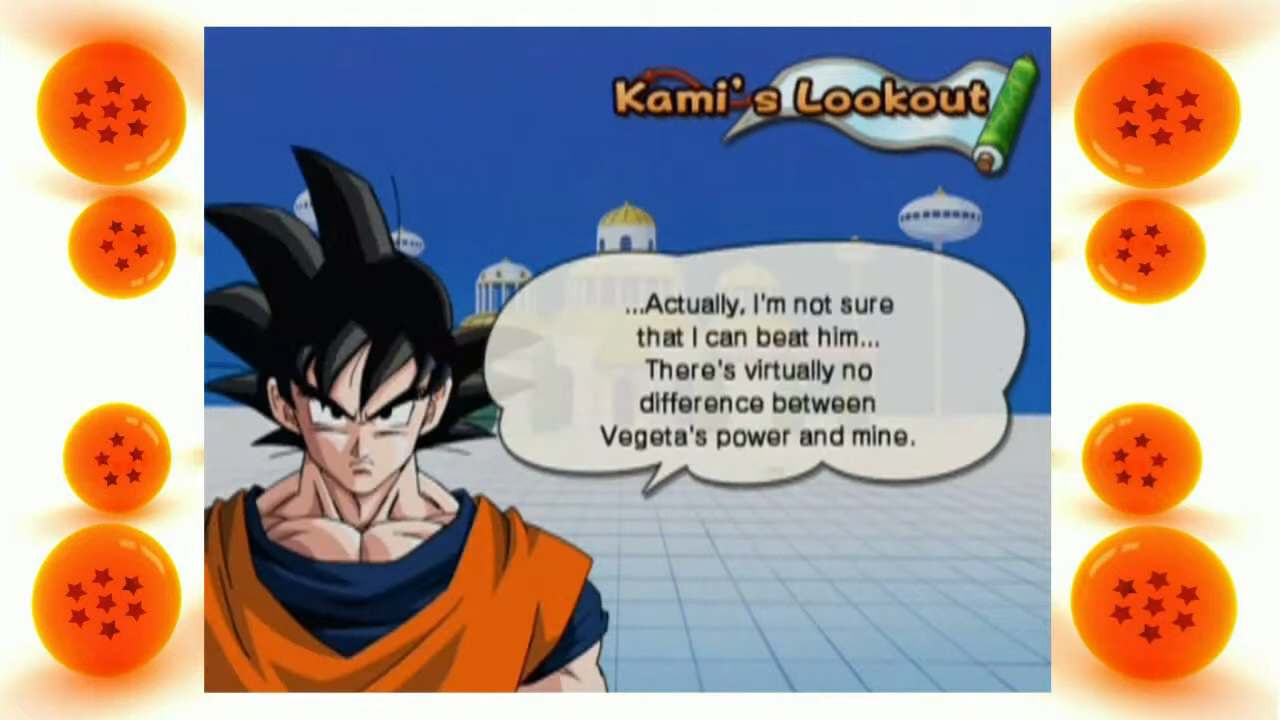 Kami's Lookout
...Actually, I'm not sure
that I can beat him...
There's virtually no
difference between
Vegeta's power and mine.